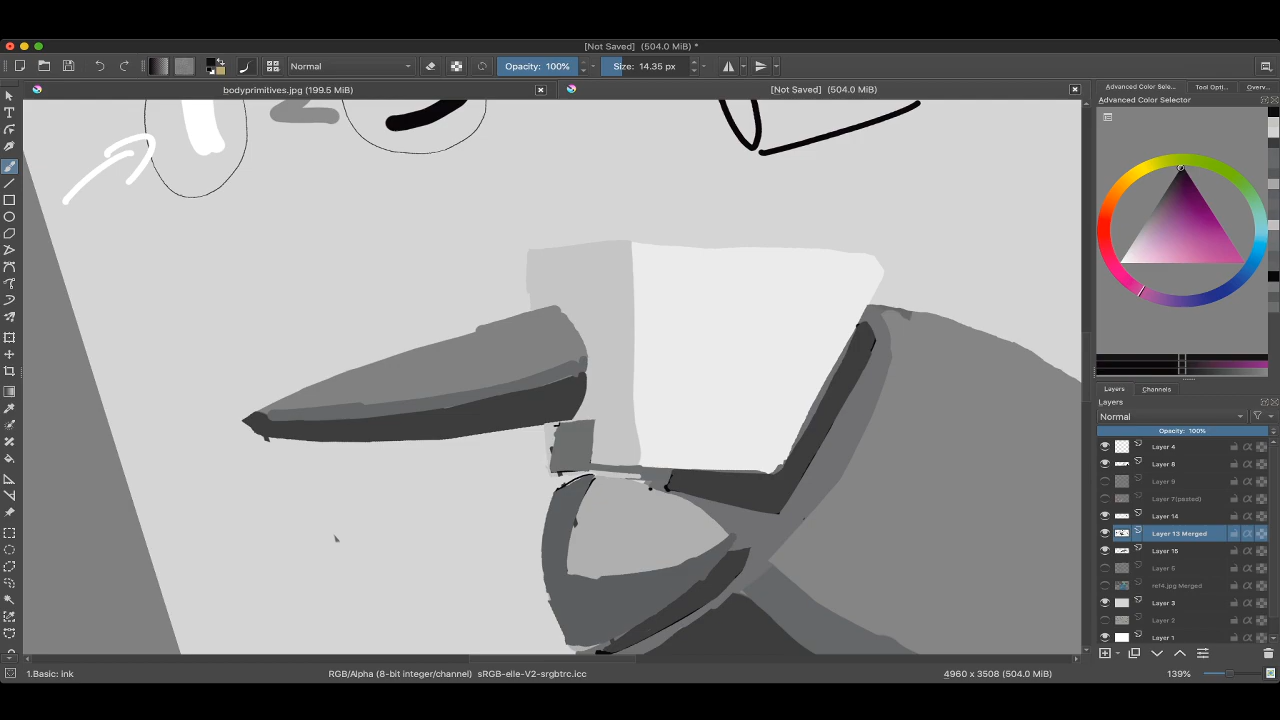 [Not Saved] (504.0 MiB) *
Normal
Opacity: 100%
Size: 14.35 px
bodyprimitives.jpg (199.5 MiB)
[Not Saved] (504.0 MiB)
Advanced Color Selec...
Tool Opti...
Overv...
Advanced Color Selector
Layers
Channels
Layers
Normal
Opacity: 100%
Layer 4
Layer 8
Layer 9
Layer 7(pasted)
Layer 14
Layer 13 Merged
Layer 15
Layer 5
ref4.jpg Merged
Layer 3
Layer 2
Layer 1
1.Basic: ink
RGB/Alpha (8-bit integer/channel) sRGB-elle-V2-srgbtrc.icc
4960 x 3508 (504.0 MiB)
139%